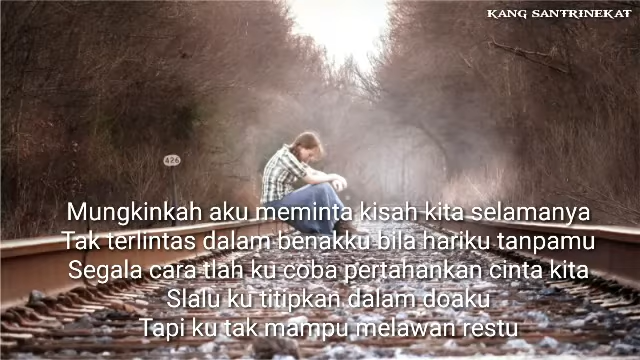 KANG SANTRINEKAT
426
Mungkinkah aku meminta kisah kita selamanya
Tak terlintas dalam benakku bila hariku tanpamu
Segala cara tlah ku coba pertahankan cinta kita
Slalu ku titipkan dalam doaku
Tapi ku tak mampu melawan restu